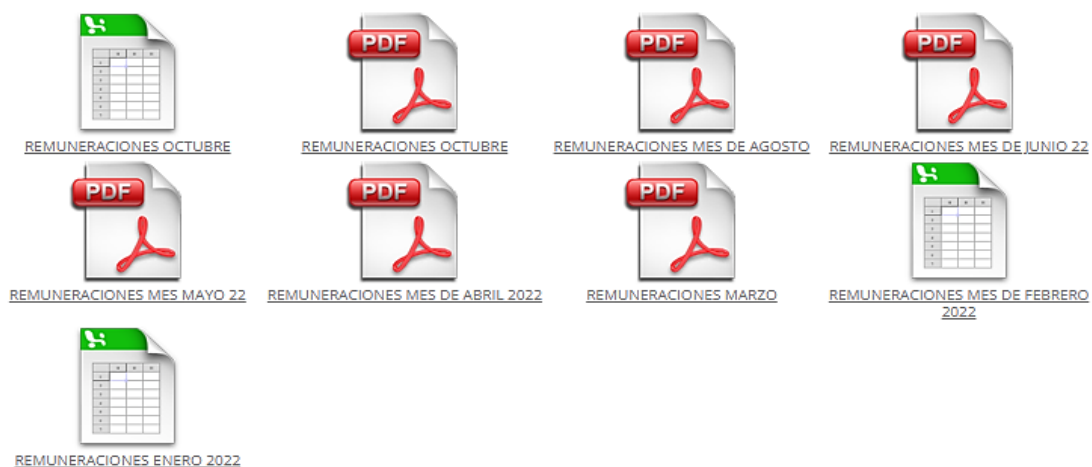 REMUNERACIONES OCTUBRE
PDF
REMUNERACIONES OCTUBRE
PDF
REMUNERACIONES MES DE AGOSTO
PDF
REMUNERACIONES MES DE JUNIO 22
PDF
REMUNERACIONES MES MAYO 22
PDF
REMUNERACIONES MES DE ABRIL 2022
PDF
REMUNERACIONES MARZO
REMUNERACIONES MES DE FEBRERO
2022
REMUNERACIONES ENERO 2022